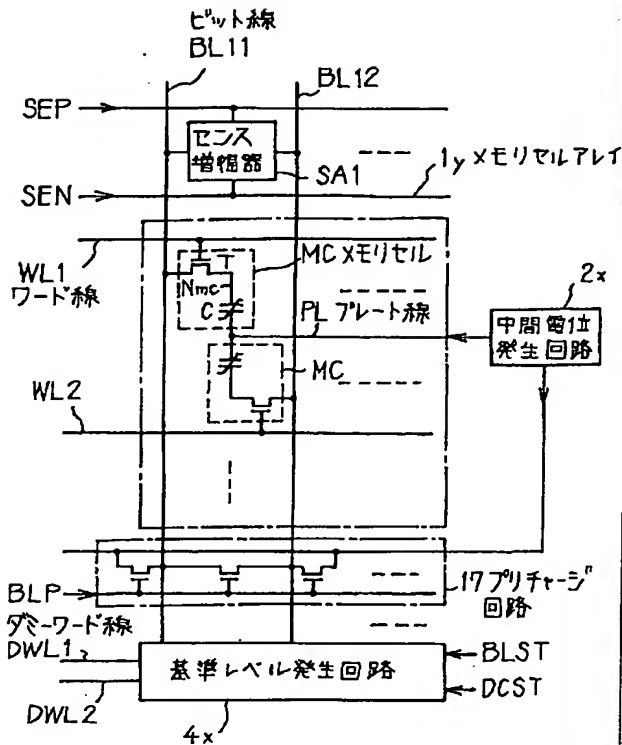 ビット線
BL11
BL12
SEP
センス
増幅器
1y メモリセルアレイ
SEN
SA1
WL1
ワード線
T
MC メモリセル
Nmc
C
PL プレート線
2x
中間電位
発生回路
MC
WL2
BLP
17 プリチャージ
回路
ダミーワード線
DWL1
基準レベル発生回路
BLST
DCST
DWL2
4x